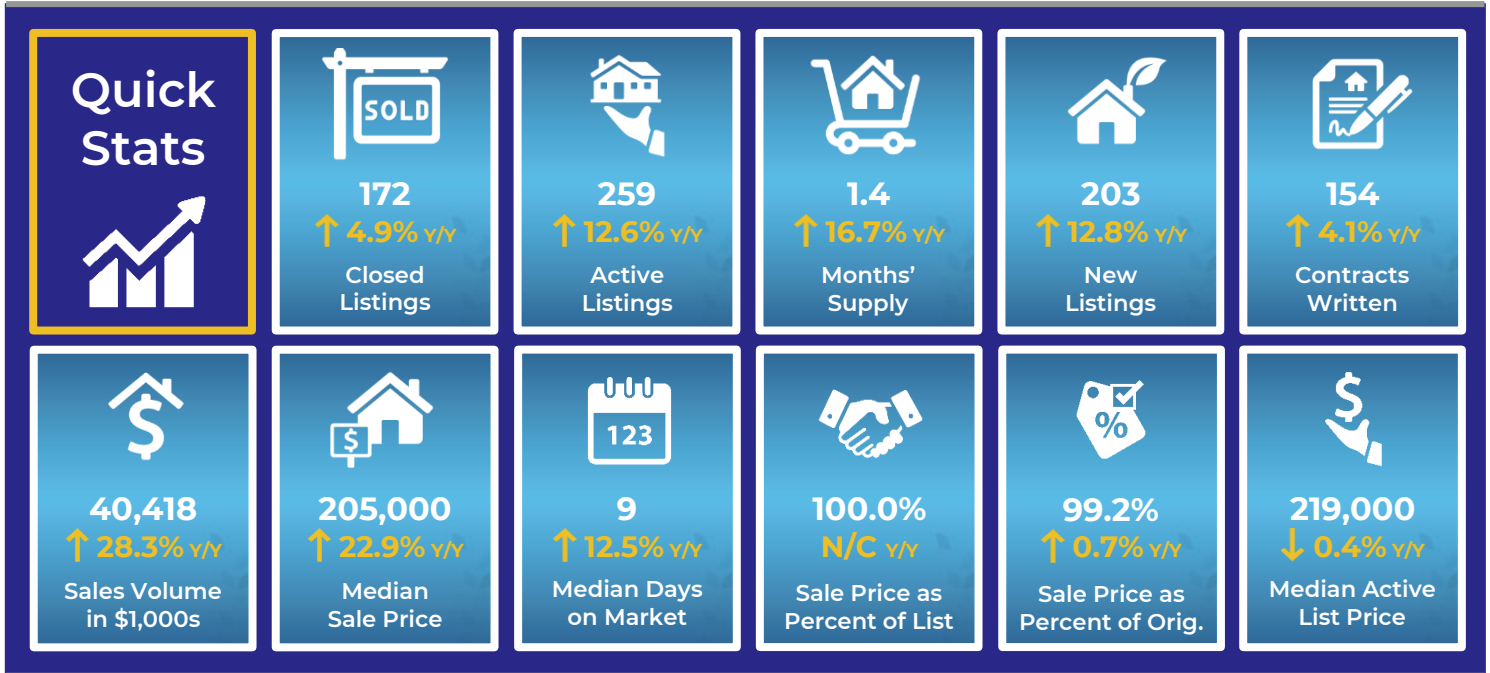 Quick
Stats
SOLD
172
↑ 4.9% Y/Y
Closed
Listings
259
↑ 12.6% Y/Y
Active
Listings
1.4
↑ 16.7% Y/Y
Months’
Supply
203
↑ 12.8% Y/Y
New
Listings
154
↑ 4.1% Y/Y
Contracts
Written
$
40,418
↑ 28.3% Y/Y
Sales Volume
in $1,000s
$
205,000
↑ 22.9% Y/Y
Median
Sale Price
123
9
↑ 12.5% Y/Y
Median Days
on Market
100.0%
N/C Y/Y
Sale Price as
Percent of List
%
99.2%
↑ 0.7% Y/Y
Sale Price as
Percent of Orig.
$
219,000
↓ 0.4% Y/Y
Median Active
List Price